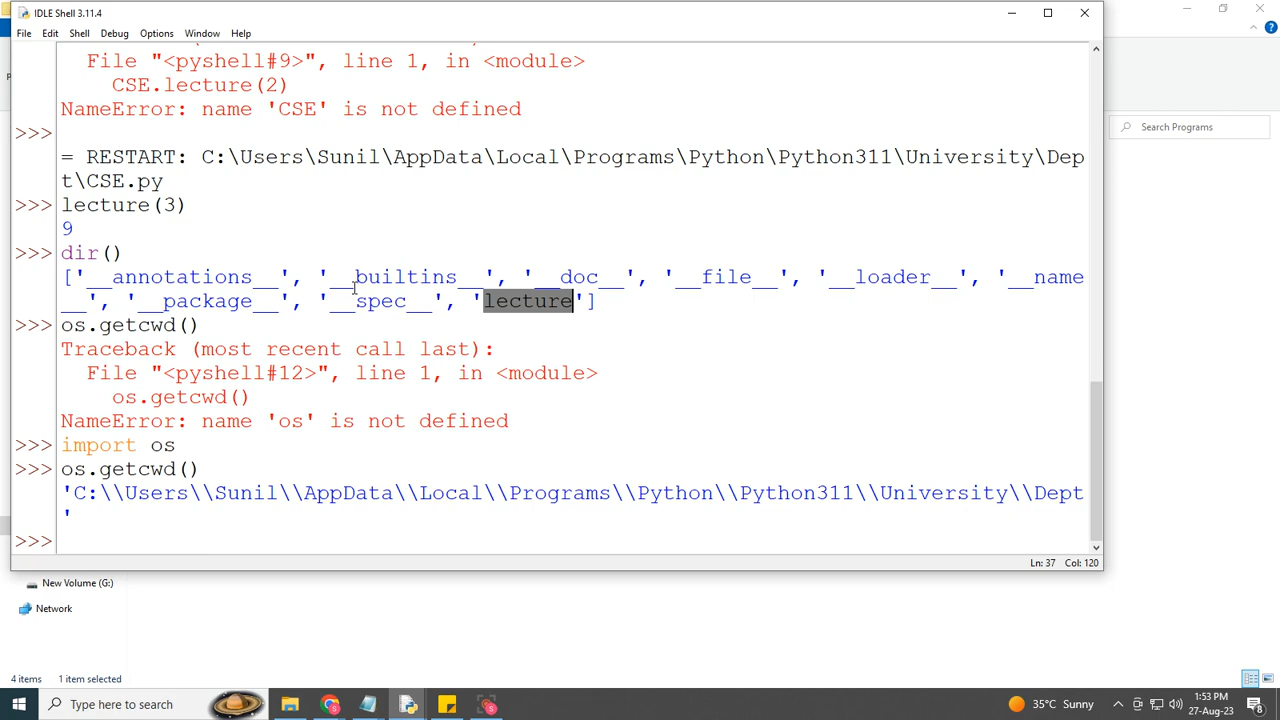 IDLE Shell 3.11.4
File Edit Shell Debug Options Window Help
File "<pyshell#9>", line 1, in <module>
CSE.lecture(2)
NameError: name 'CSE' is not defined
>>>
= RESTART: C:\Users\Sunil\AppData\Local\Programs\Python\Python311\University\Dep
t\CSE.py
>>> lecture(3)
9
>>> dir()
['__annotations__', '__builtins__', '__doc__', '__file__', '__loader__', '__name
__', '__package__', '__spec__', 'lecture']
>>> os.getcwd()
Traceback (most recent call last):
File "<pyshell#12>", line 1, in <module>
os.getcwd()
NameError: name 'os' is not defined
>>> import os
>>> os.getcwd()
'C:\\Users\\Sunil\\AppData\\Local\\Programs\\Python\\Python311\\University\\Dept
'
>>>
Ln: 37 Col: 120
Search Programs
New Volume (G:)
Network
4 items 1 item selected
Type here to search
35°C Sunny
1:53 PM
27-Aug-23
8